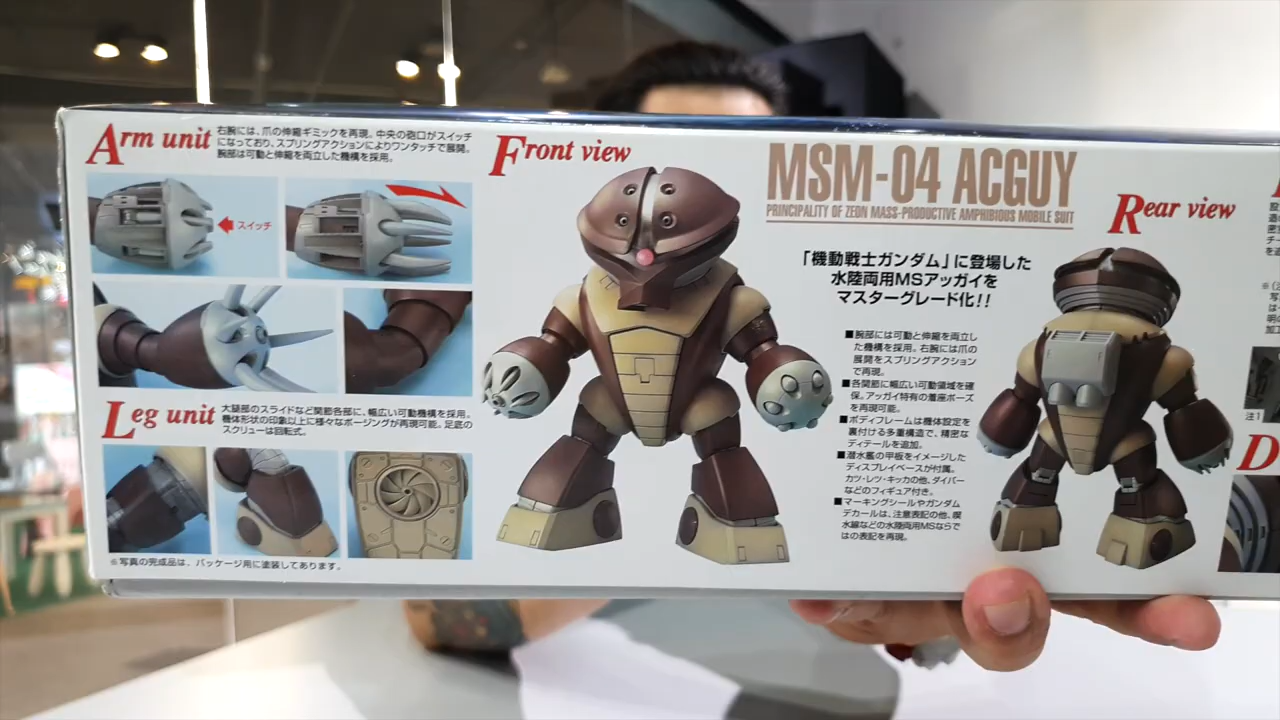 Arm unit
右腕には、爪の伸縮ギミックを再現。中央の砲口がスイッチ
になっており、スプリングアクションによりワンタッチで展開。
腕部は可動と伸縮を両立した機構を採用。
スイッチ
Leg unit
大腿部のスライドなど関節各部に、幅広い可動機構を採用。
機体形状の印象以上に様々なポージングが再現可能。足底の
スクリューは回転式。
※写真の完成品は、パッケージ用に塗装してあります。
Front view
MSM-04 ACGUY
PRINCIPALITY OF ZEON MASS-PRODUCTIVE AMPHIBIOUS MOBILE SUIT
「機動戦士ガンダム」に登場した
水陸両用MSアッガイを
マスターグレード化!!
■腕部には可動と伸縮を両立し
た機構を採用。右腕には爪の
展開をスプリングアクション
で再現。
■各関節に幅広い可動領域を確
保。アッガイ特有の着座ポーズ
を再現可能。
■ボディフレームは機体設定を
裏付ける多重構造で、精密な
ディテールを追加。
■潜水艦の甲板をイメージした
ディスプレイベースが付属。
カツ・レツ・キッカの他、ダイバー
などのフィギュア付き。
■マーキングシールやガンダム
デカールは、注意表記の他、喫
水線などの水陸両用MSならで
はの表記を再現。
Rear view
注1
D